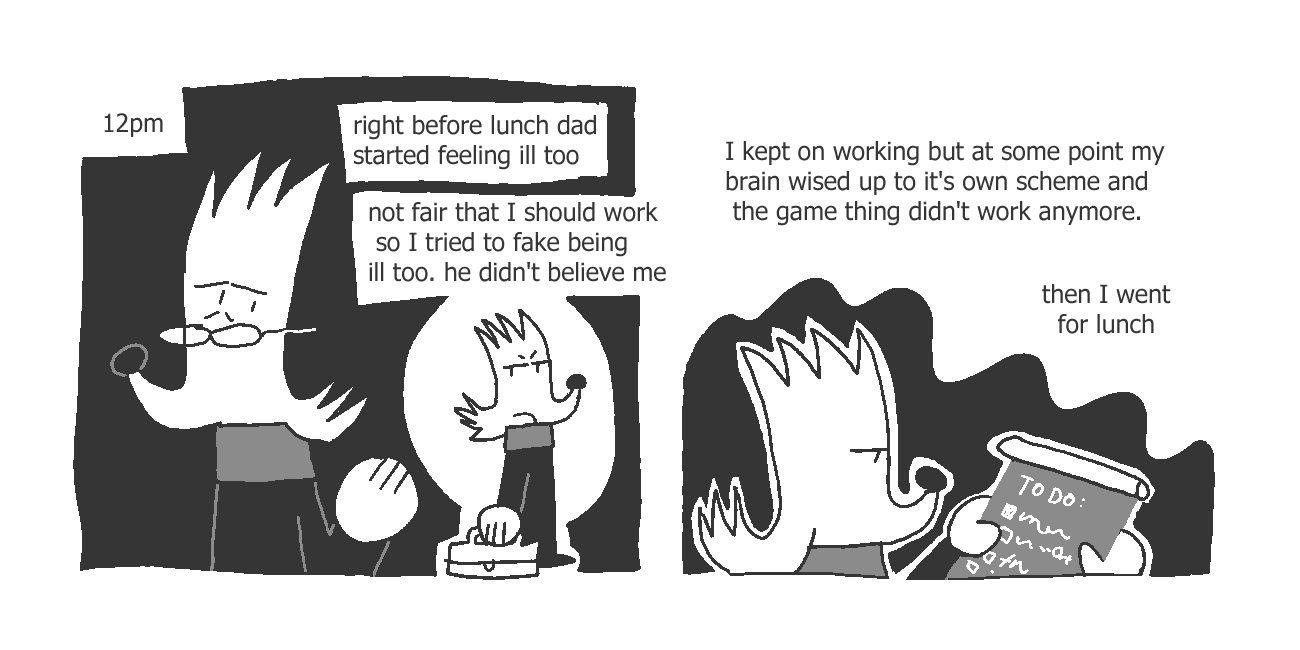 12pm
right before lunch dad
started feeling ill too
not fair that I should work
so I tried to fake being
ill too. he didn't believe me
I kept on working but at some point my
brain wised up to it's own scheme and
the game thing didn't work anymore.
then I went
for lunch
TO DO: